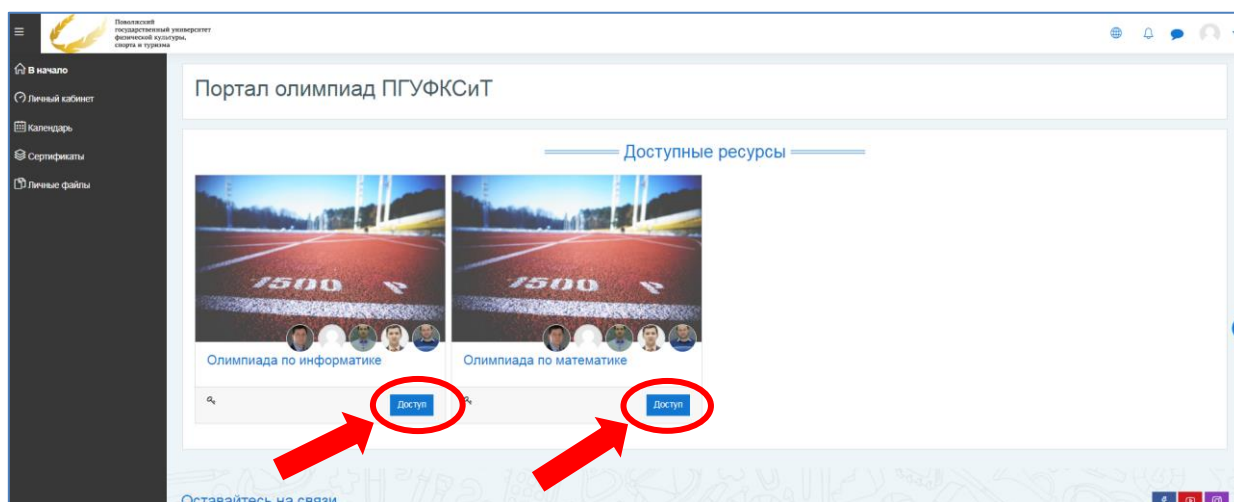 Поволжский
государственный университет
физической культуры,
спорта и туризма
В начало
Личный кабинет
Календарь
Сертификаты
Личные файлы
Портал олимпиад ПГУФКСиТ
Доступные ресурсы
1500
1500
Олимпиада по информатике
Олимпиада по математике
Доступ
Доступ
Оставайтесь на связи